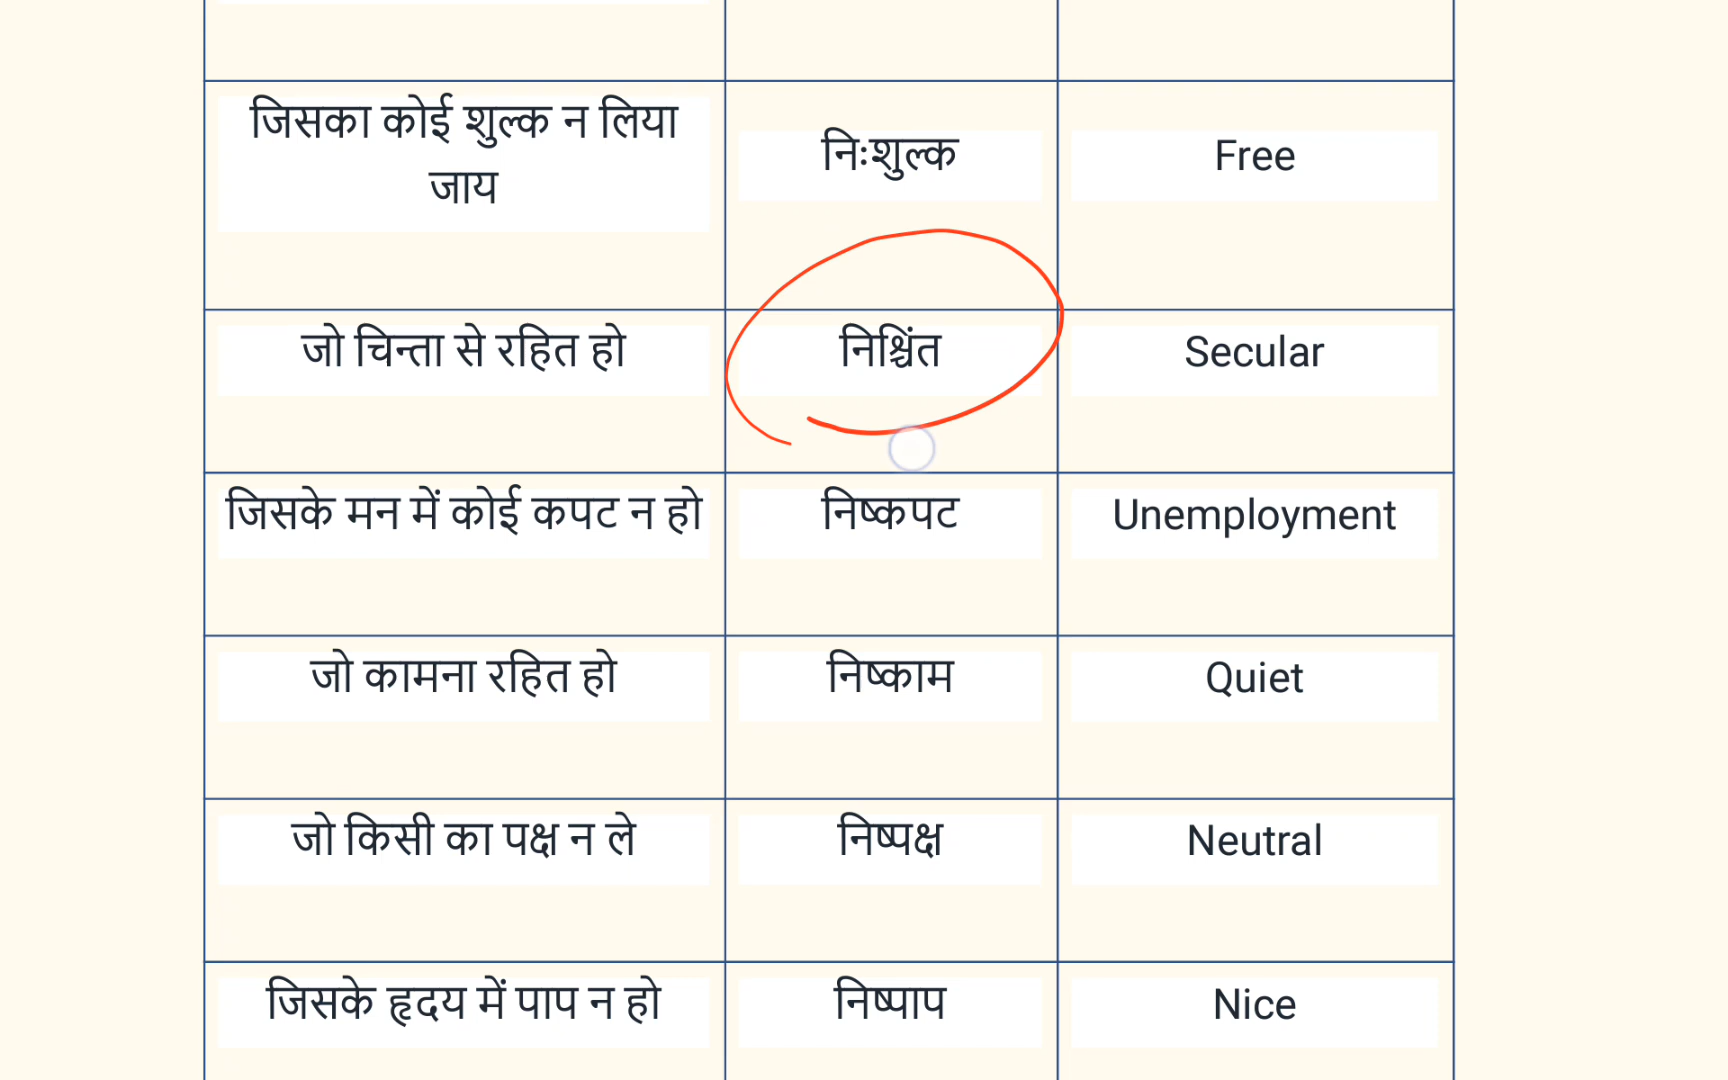 जिसका कोई शुल्क न लिया
जाय
निःशुल्क
Free
जो चिन्ता से रहित हो
निश्चिंत
Secular
जिसके मन में कोई कपट न हो
निष्कपट
Unemployment
जो कामना रहित हो
निष्काम
Quiet
जो किसी का पक्ष न ले
निष्पक्ष
Neutral
जिसके हृदय में पाप न हो
निष्पाप
Nice